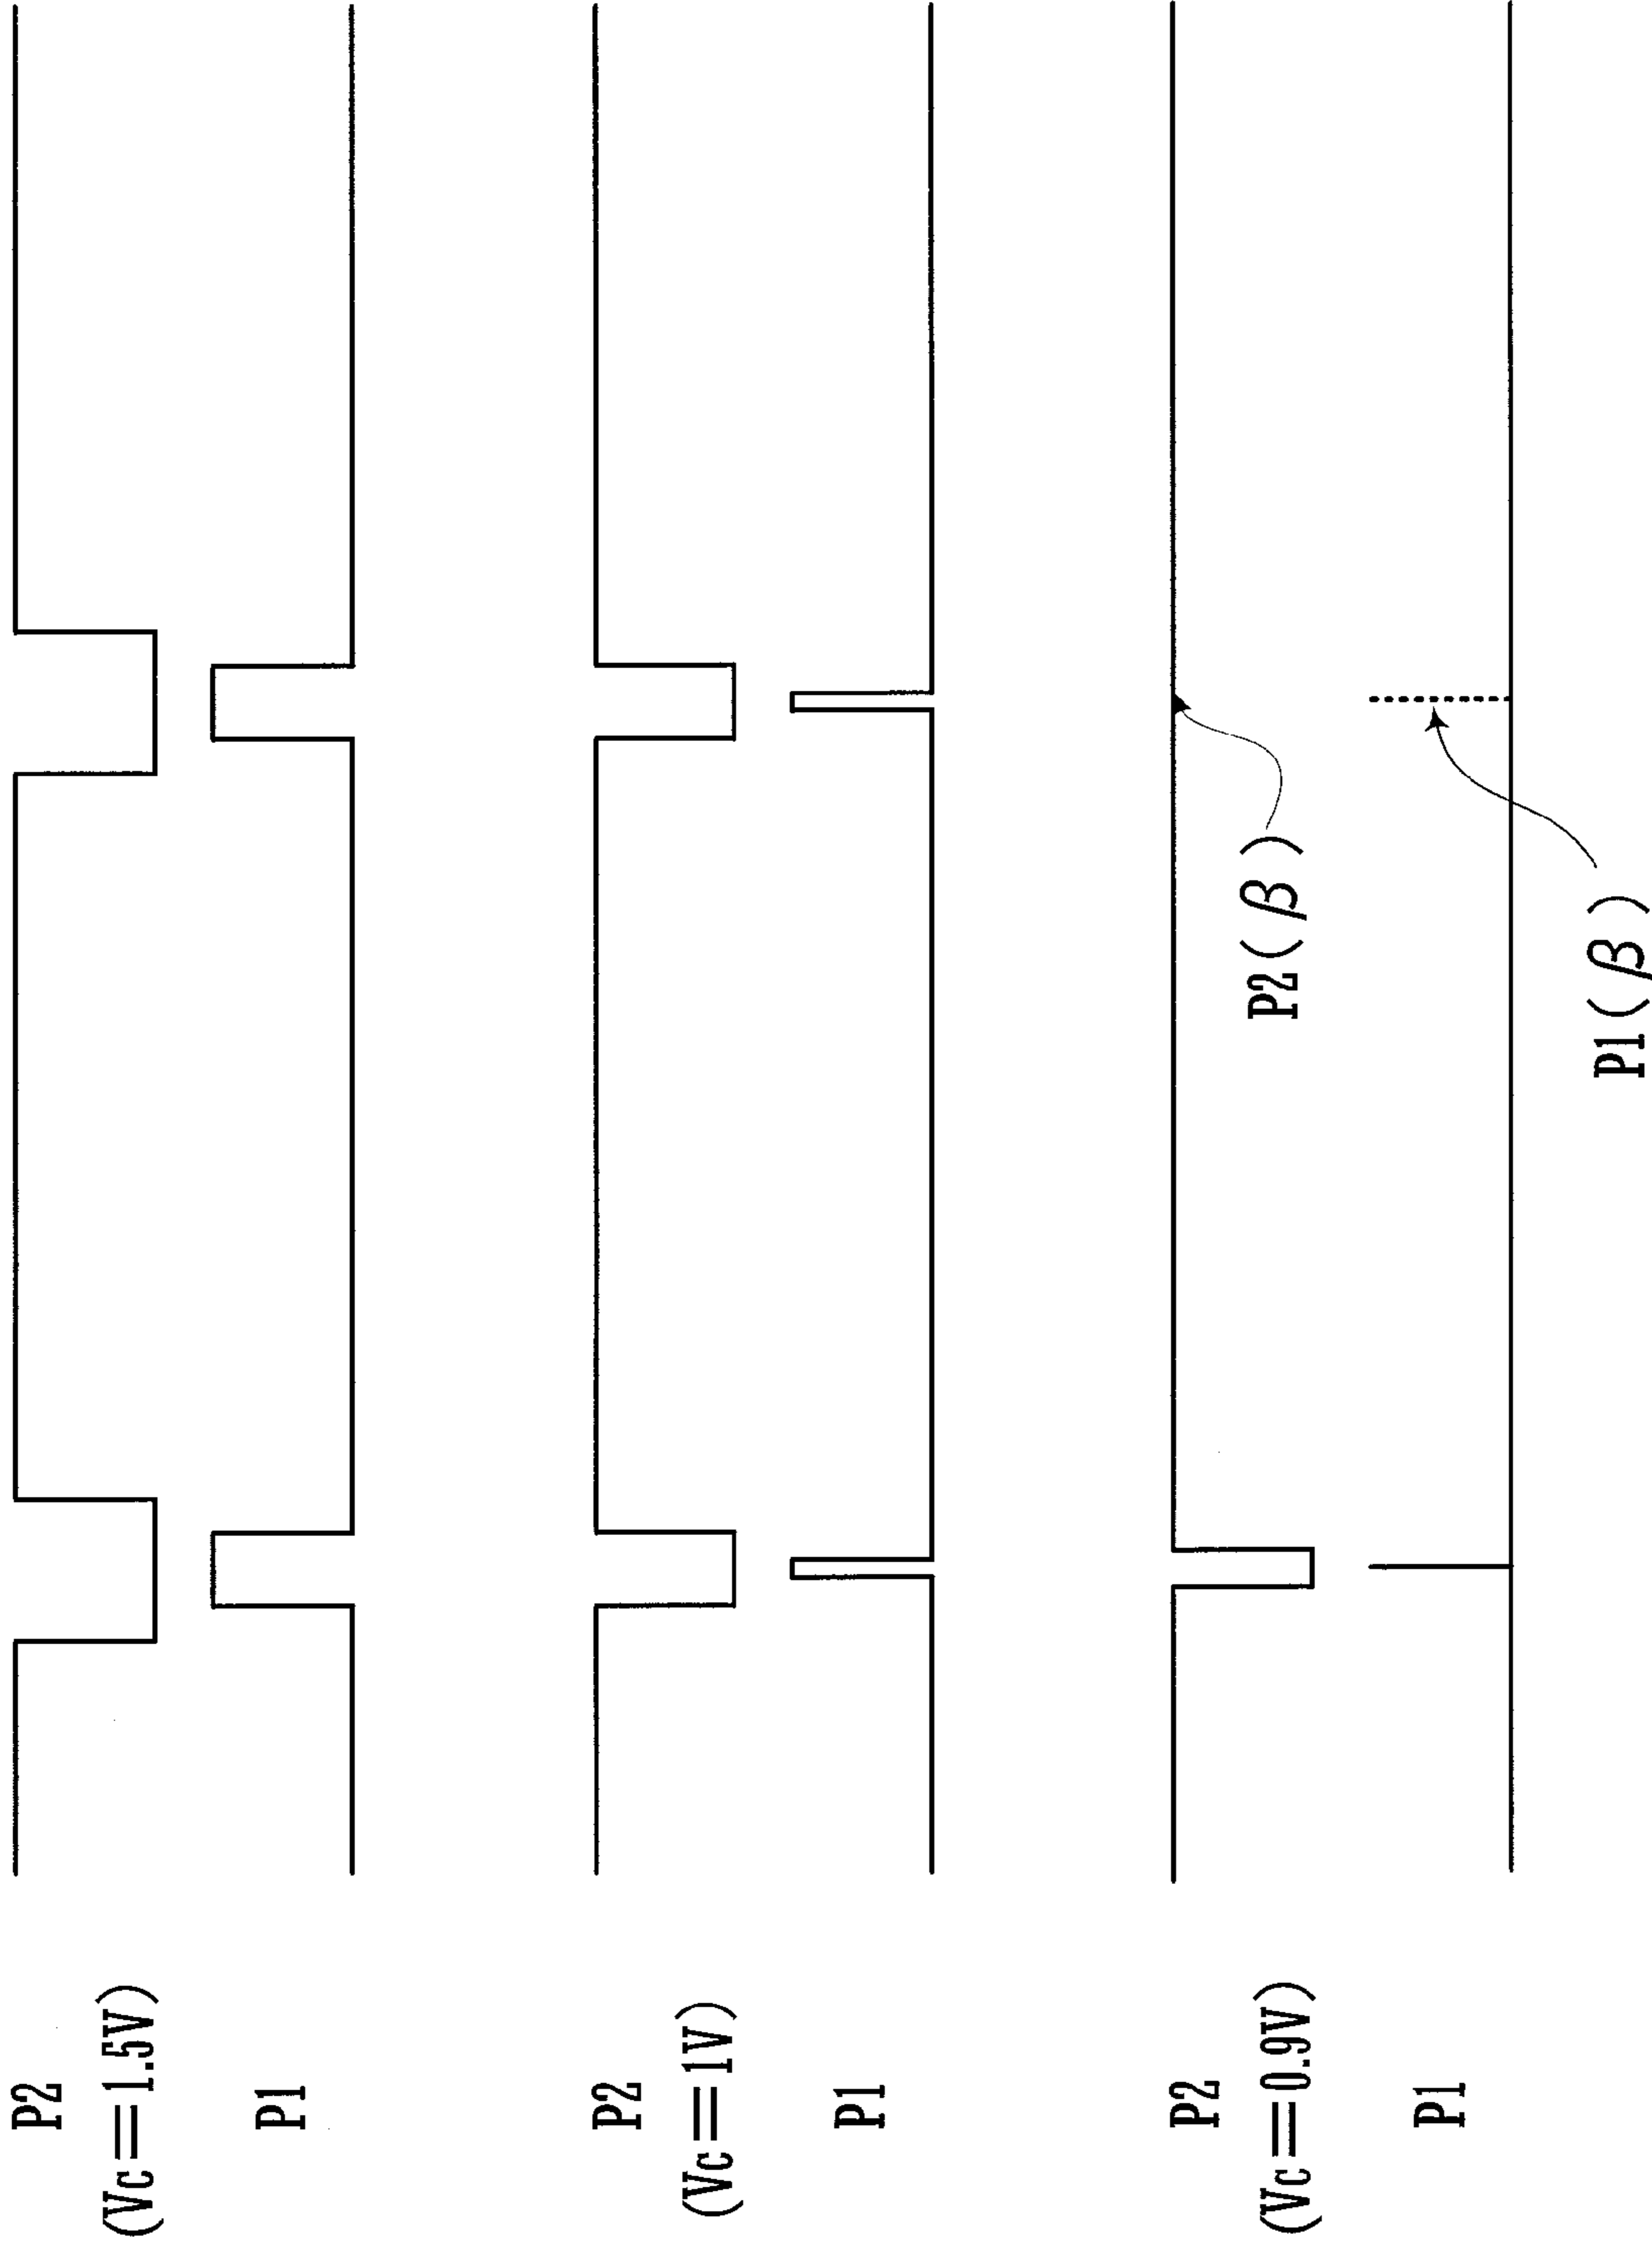 P2
(Vc=1.5V)
P1
P2
(Vc=1V)
P1
P2
(Vc=0.9V)
P2(β)
P1
P1(β)